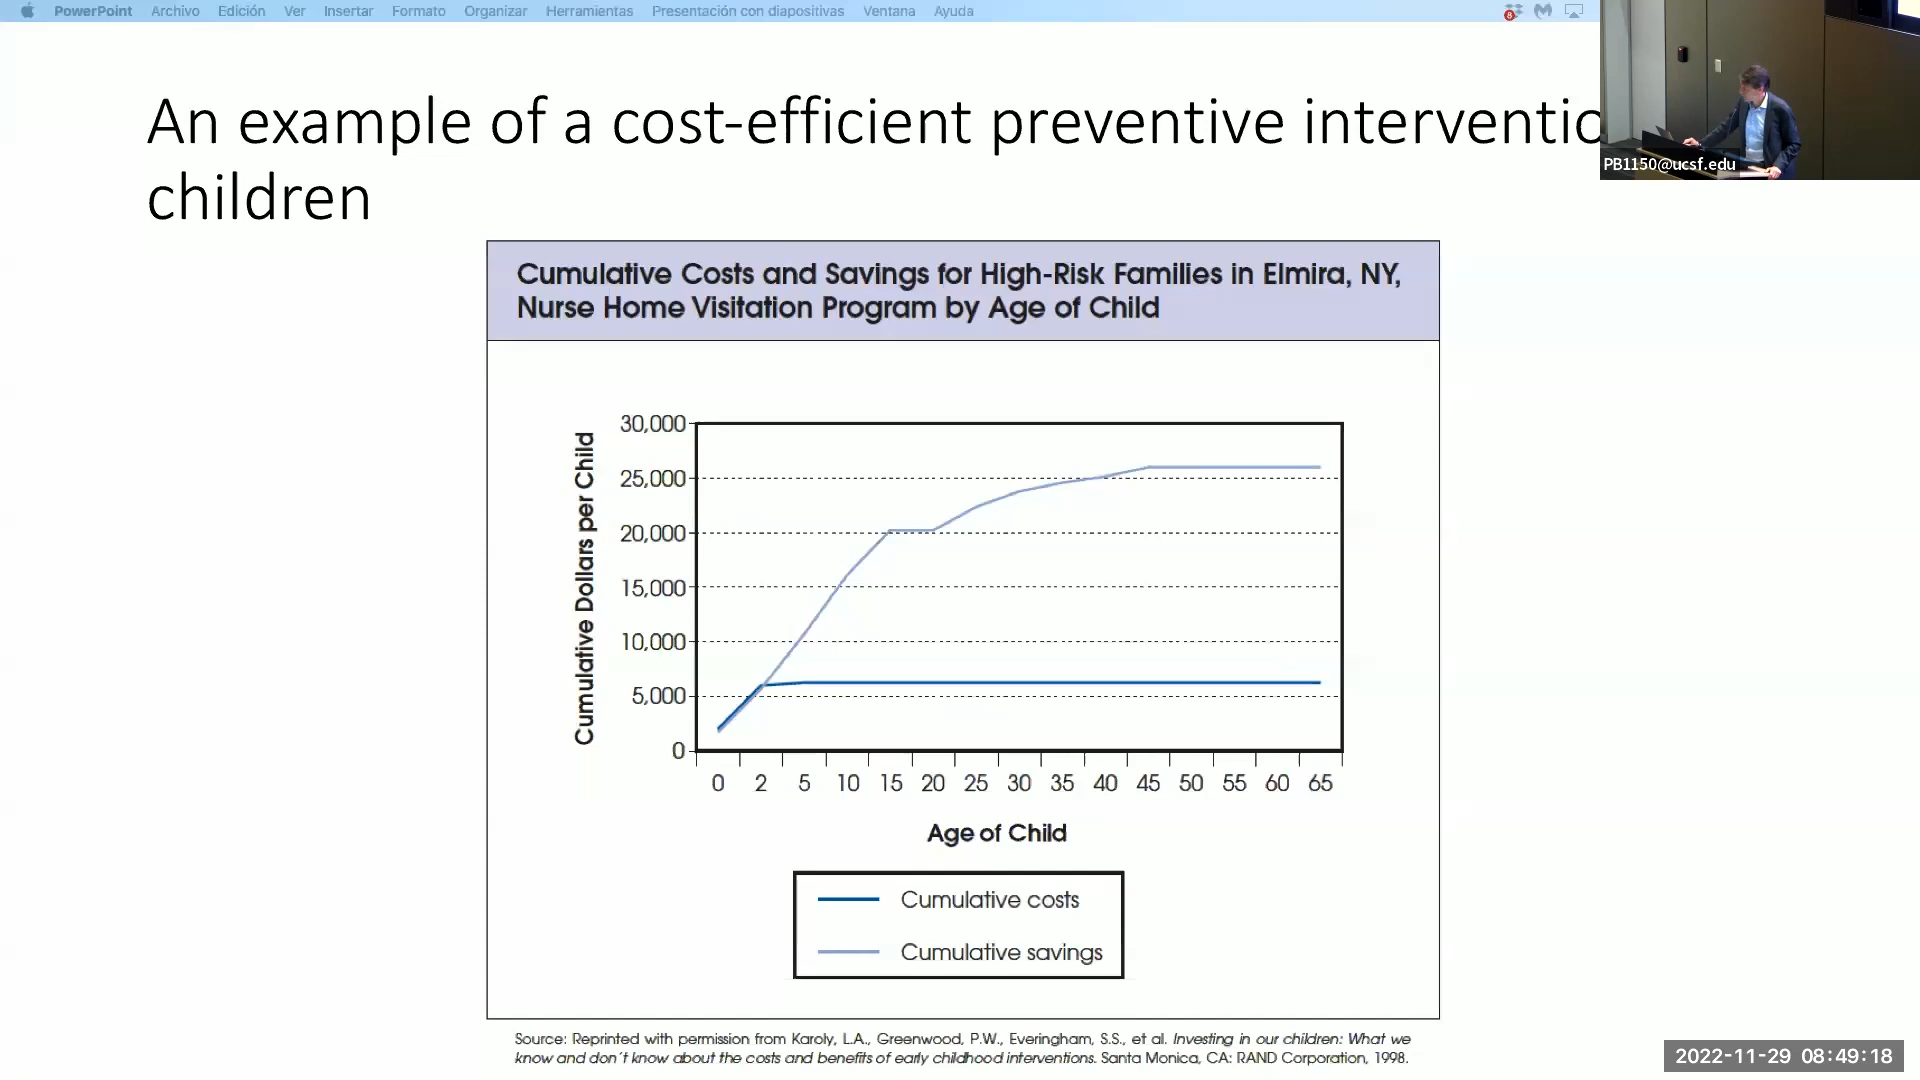 PowerPoint Archivo Edición Ver Insertar Formato Organizar Herramientas Presentación con diapositivas Ventana Ayuda
8
An example of a cost-efficient preventive
children
PB1150@ucsf.edu
Cumulative Costs and Savings for High-Risk Families in Elmira, NY,
Nurse Home Visitation Program by Age of Child
Cumulative Dollars per Child
30,000
25,000
20,000
15,000
10,000
5,000
0
0 2 5 10 15 20 25 30 35 40 45 50 55 60 65
Age of Child
Cumulative costs
Cumulative savings
Source: Reprinted with permission from Karoly, L.A., Greenwood, P.W., Everingham, S.S., et al. Investing in our children: What we
know and don´t know about the costs and benefits of early childhood interventions. Santa Monica, CA: RAND Corporation, 1998.
2022-11-29 08:49:18